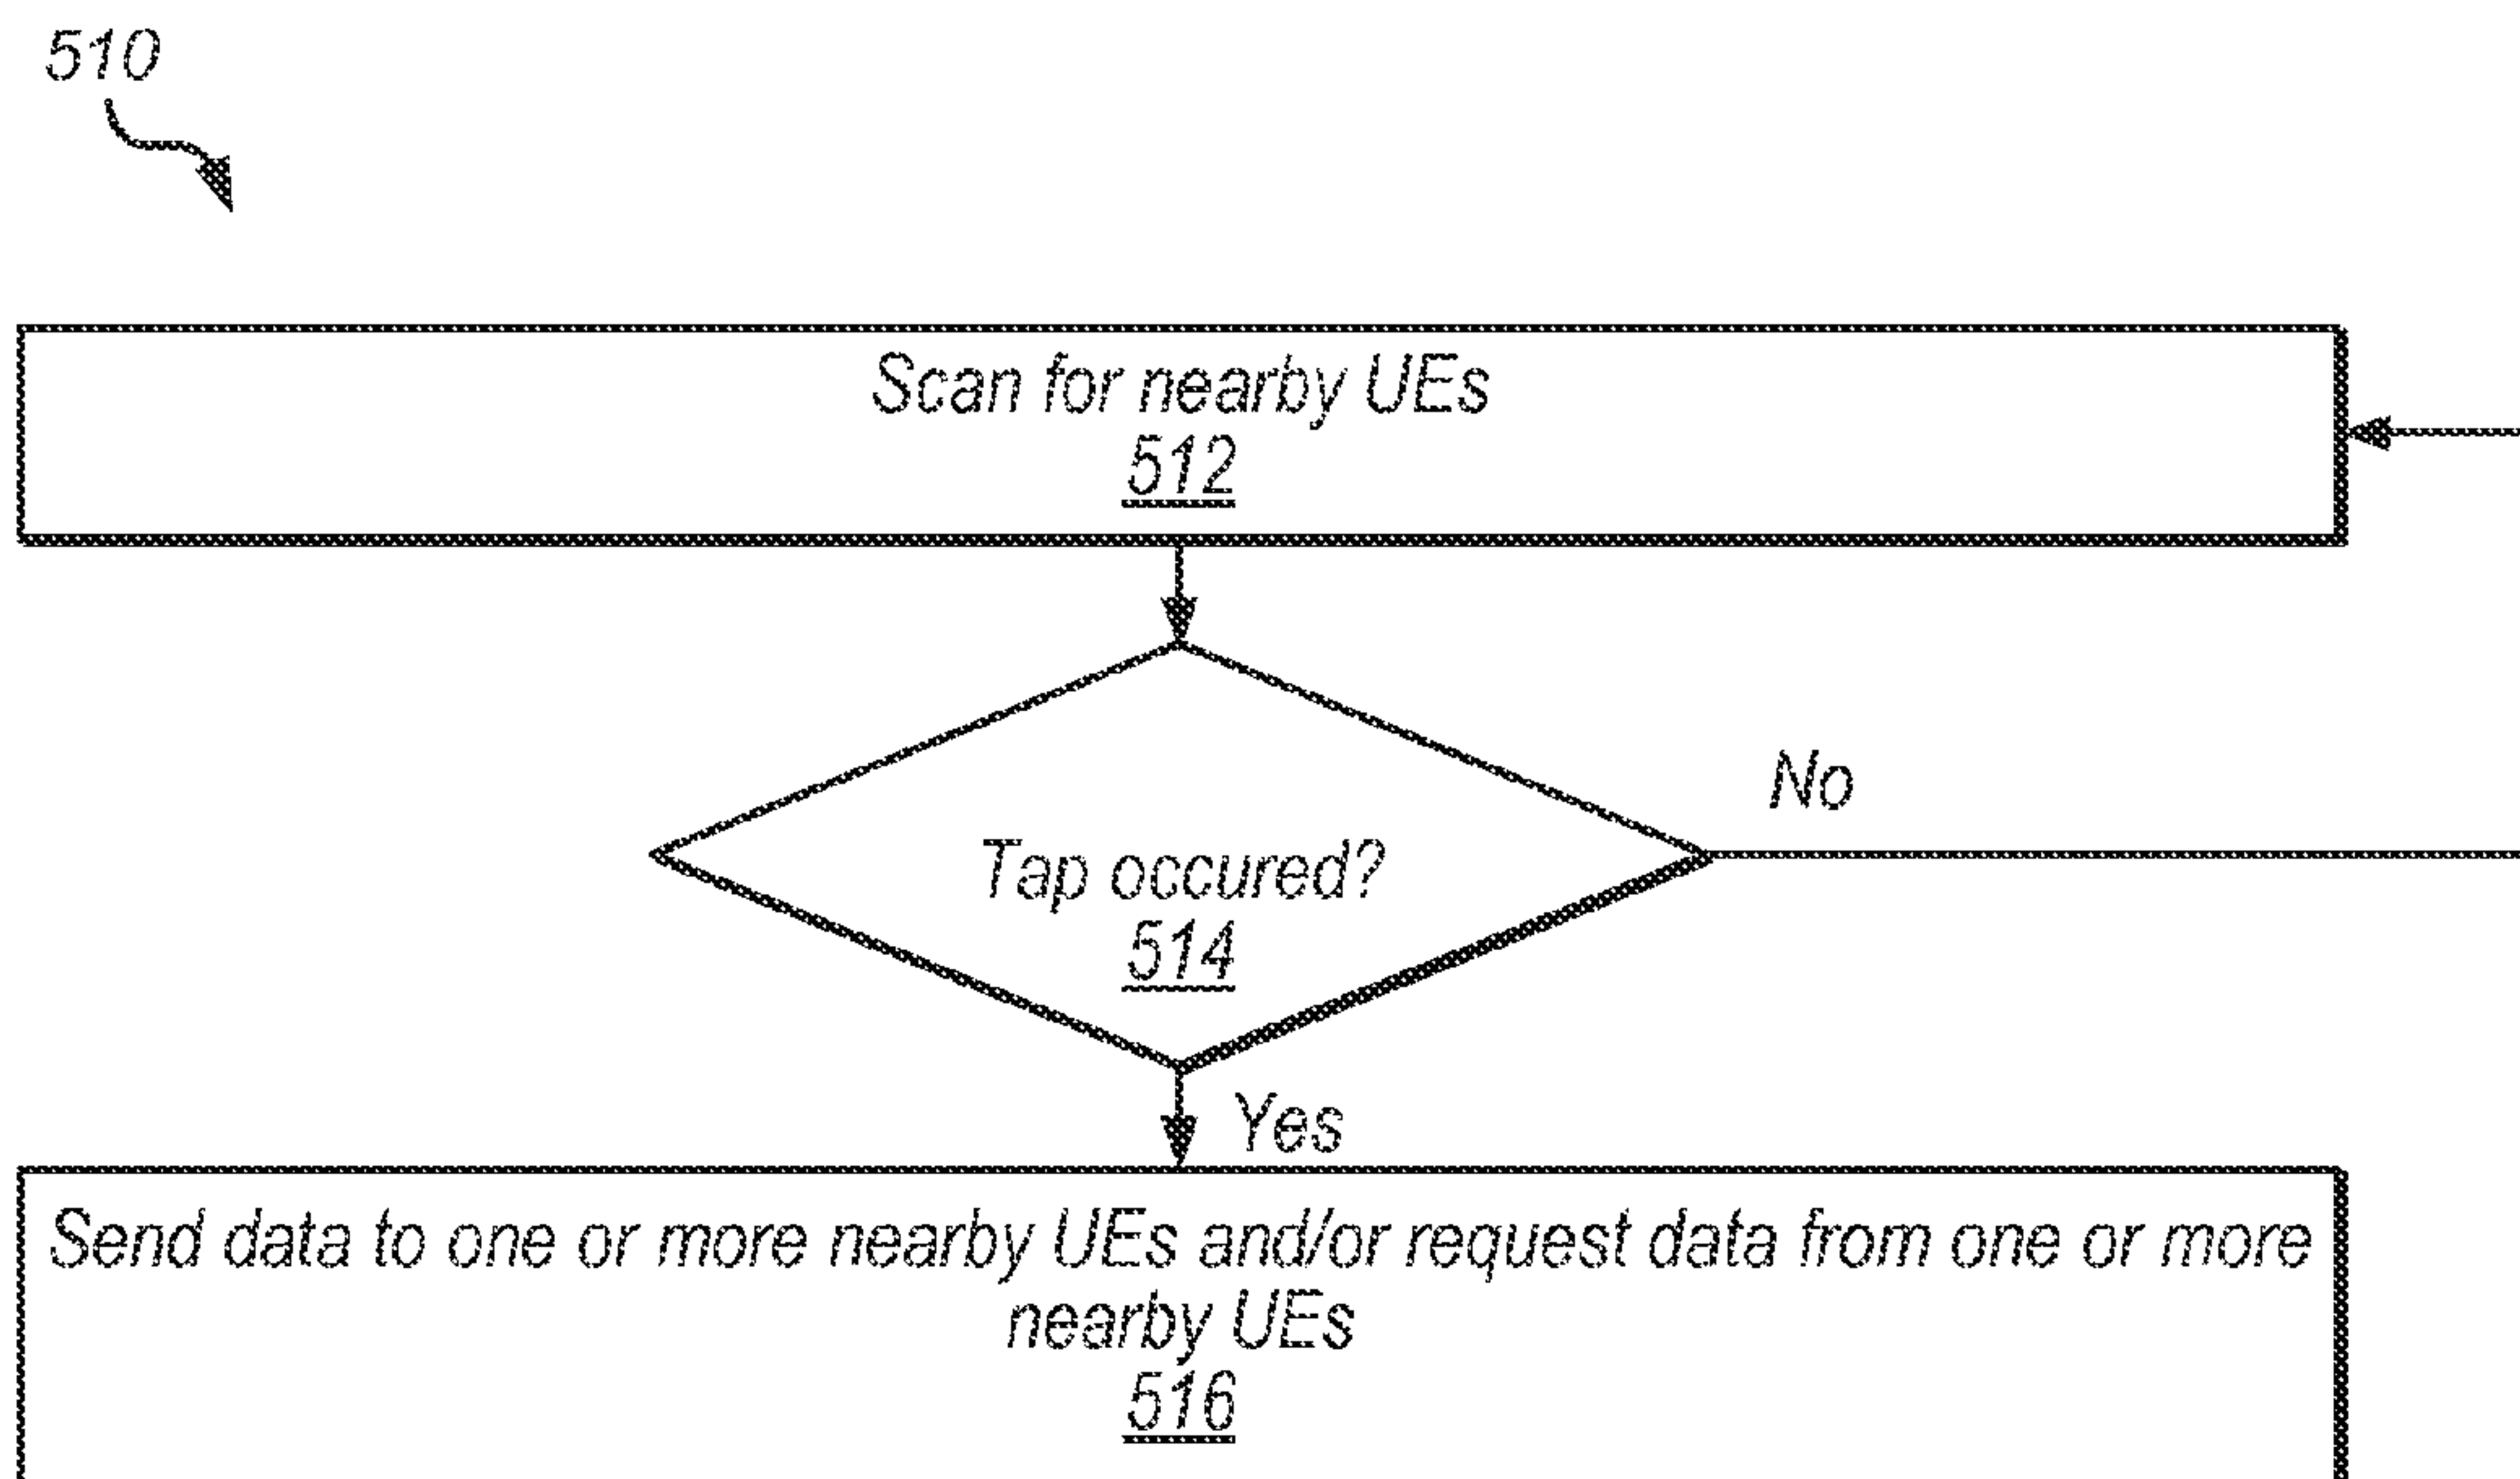 510
Scan for nearby UEs
512
Tap occured?
514
No
Yes
Send data to one or more nearby UEs and/or request data from one or more
nearby UEs
516